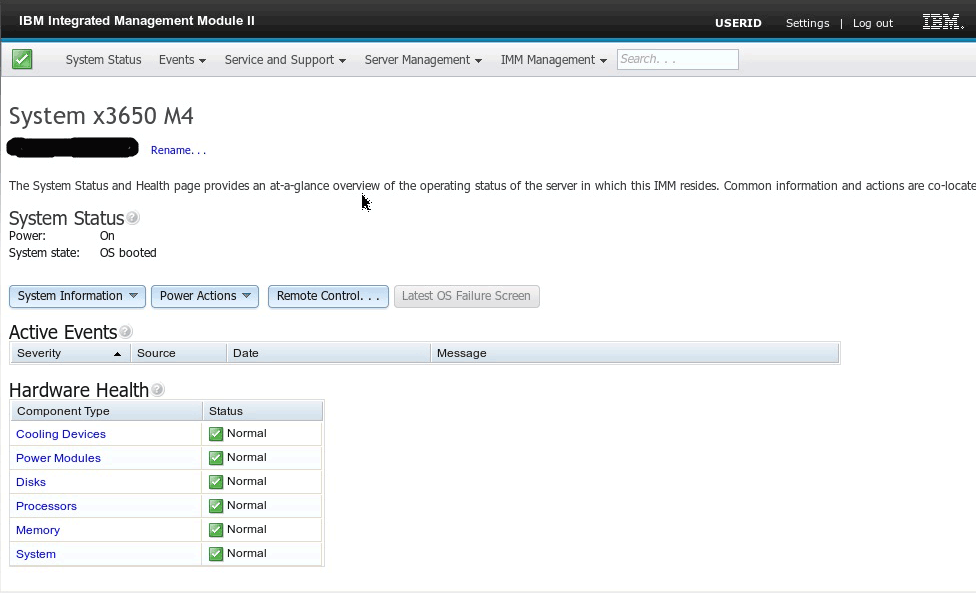 IBM Integrated Management Module II
USERID Settings | Log out IBM.
System Status Events Service and Support Server Management IMM Management Search. . .
System x3650 M4
Rename. . .
The System Status and Health page provides an at-a-glance overview of the operating status of the server in which this IMM resides. Common information and actions are co-locate
System Status ?
Power: On
System state: OS booted
System Information Power Actions Remote Control. . . Latest OS Failure Screen
Active Events ?
Severity Source Date Message
Hardware Health ?
Component Type Status
Cooling Devices Normal
Power Modules Normal
Disks Normal
Processors Normal
Memory Normal
System Normal